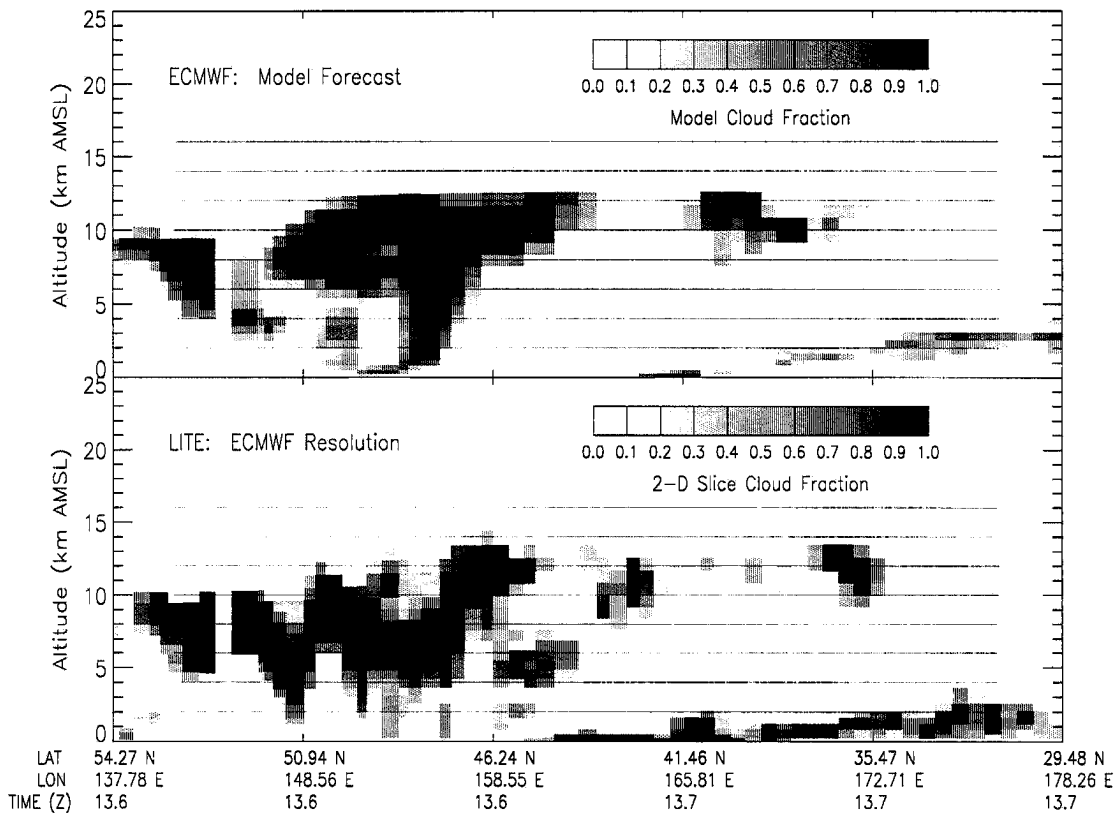 25
20
15
10
5
0
Altitude (km AMSL)
ECMWF: Model Forecast
0.0 0.1 0.2 0.3 0.4 0.5 0.6 0.7 0.8 1.0
Model Cloud Fraction
25
20
15
10
5
0
Altitude (km AMSL)
LITE: ECMWF Resolution
0.0 0.1 0.2 0.3 0.4 0.5 0.6 0.7 0.8 0.9 1.0
2-D Slice Cloud Fraction
LAT 54.27 N 50.94 N 46.24 N 41.46 N 35.47 N 29.48 N
LON 137.78 E 148.56 E 158.55 E 165.81 E 172.71 E 178.26 E
TIME (Z) 13.6 13.6 13.6 13.7 13.7 13.7